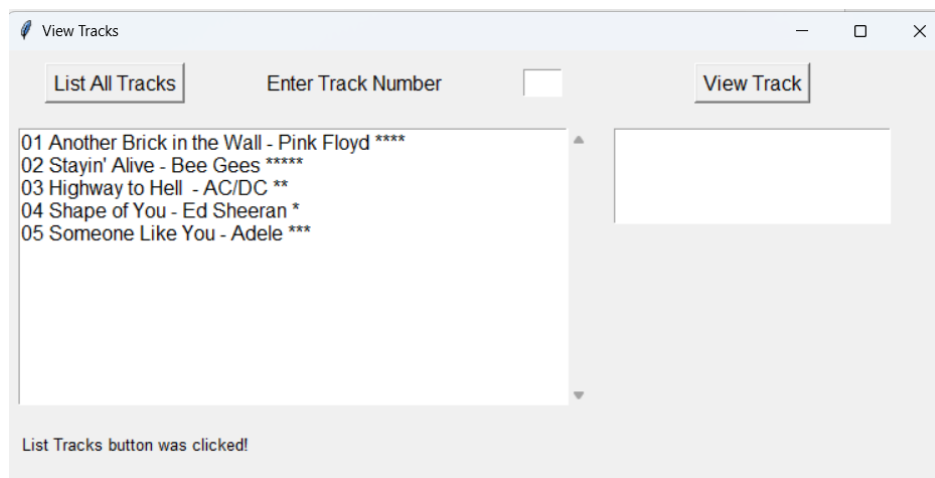 View Tracks
List All Tracks Enter Track Number View Track
01 Another Brick in the Wall - Pink Floyd ****
02 Stayin' Alive - Bee Gees *****
03 Highway to Hell  - AC/DC **
04 Shape of You - Ed Sheeran *
05 Someone Like You - Adele ***
List Tracks button was clicked!